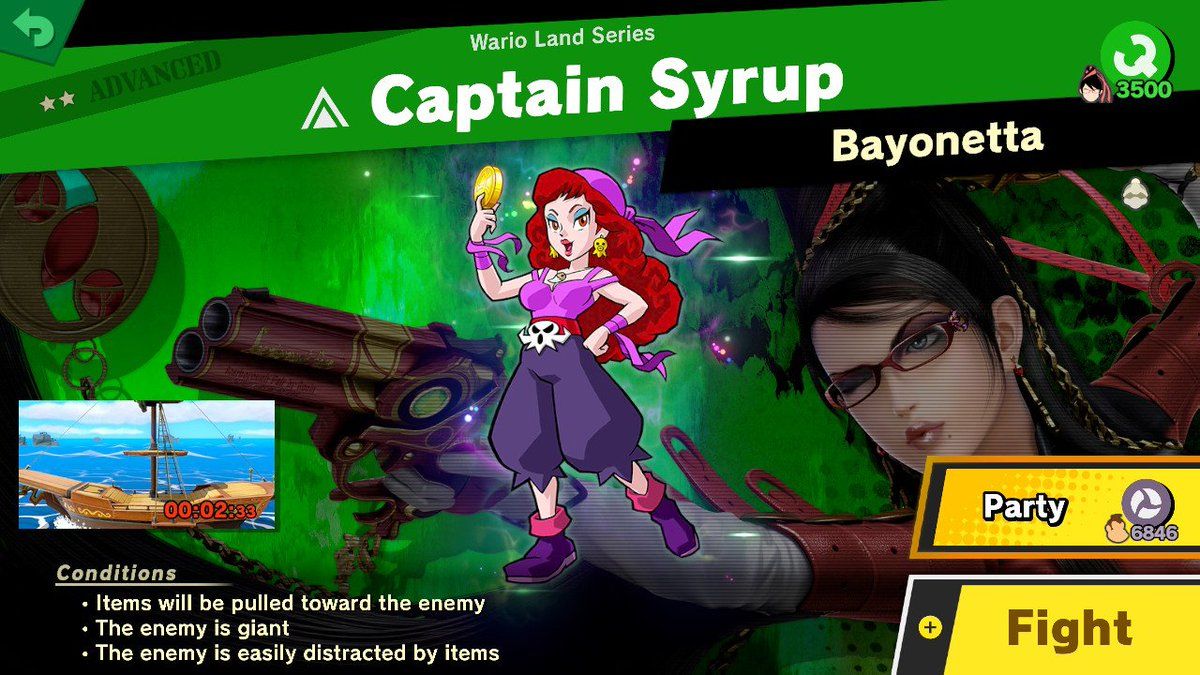 Wario Land Series
ADVANCED
Captain Syrup
3500
Bayonetta
00:02:33
Party
6846
Conditions
• Items will be pulled toward the enemy
• The enemy is giant
• The enemy is easily distracted by items
+ Fight